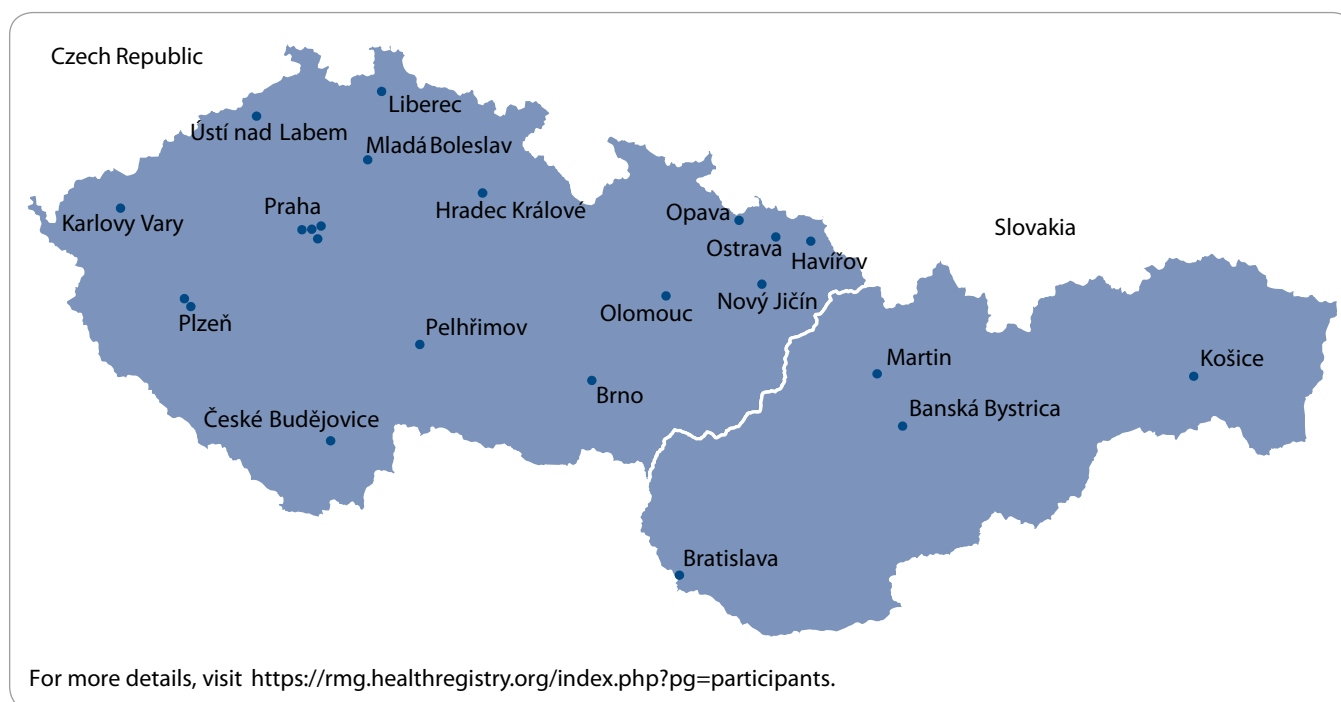 Czech Republic
Liberec
Ústí nad Labem
Mladá Boleslav
Karlovy Vary
Praha
Hradec Králové
Opava
Ostrava
Havířov
Slovakia
Plzeň
Pelhřimov
Olomouc
Nový Jičín
Martin
Košice
Brno
České Budějovice
Banská Bystrica
Bratislava
For more details, visit https://rmg.healthregistry.org/index.php?pg=participants.